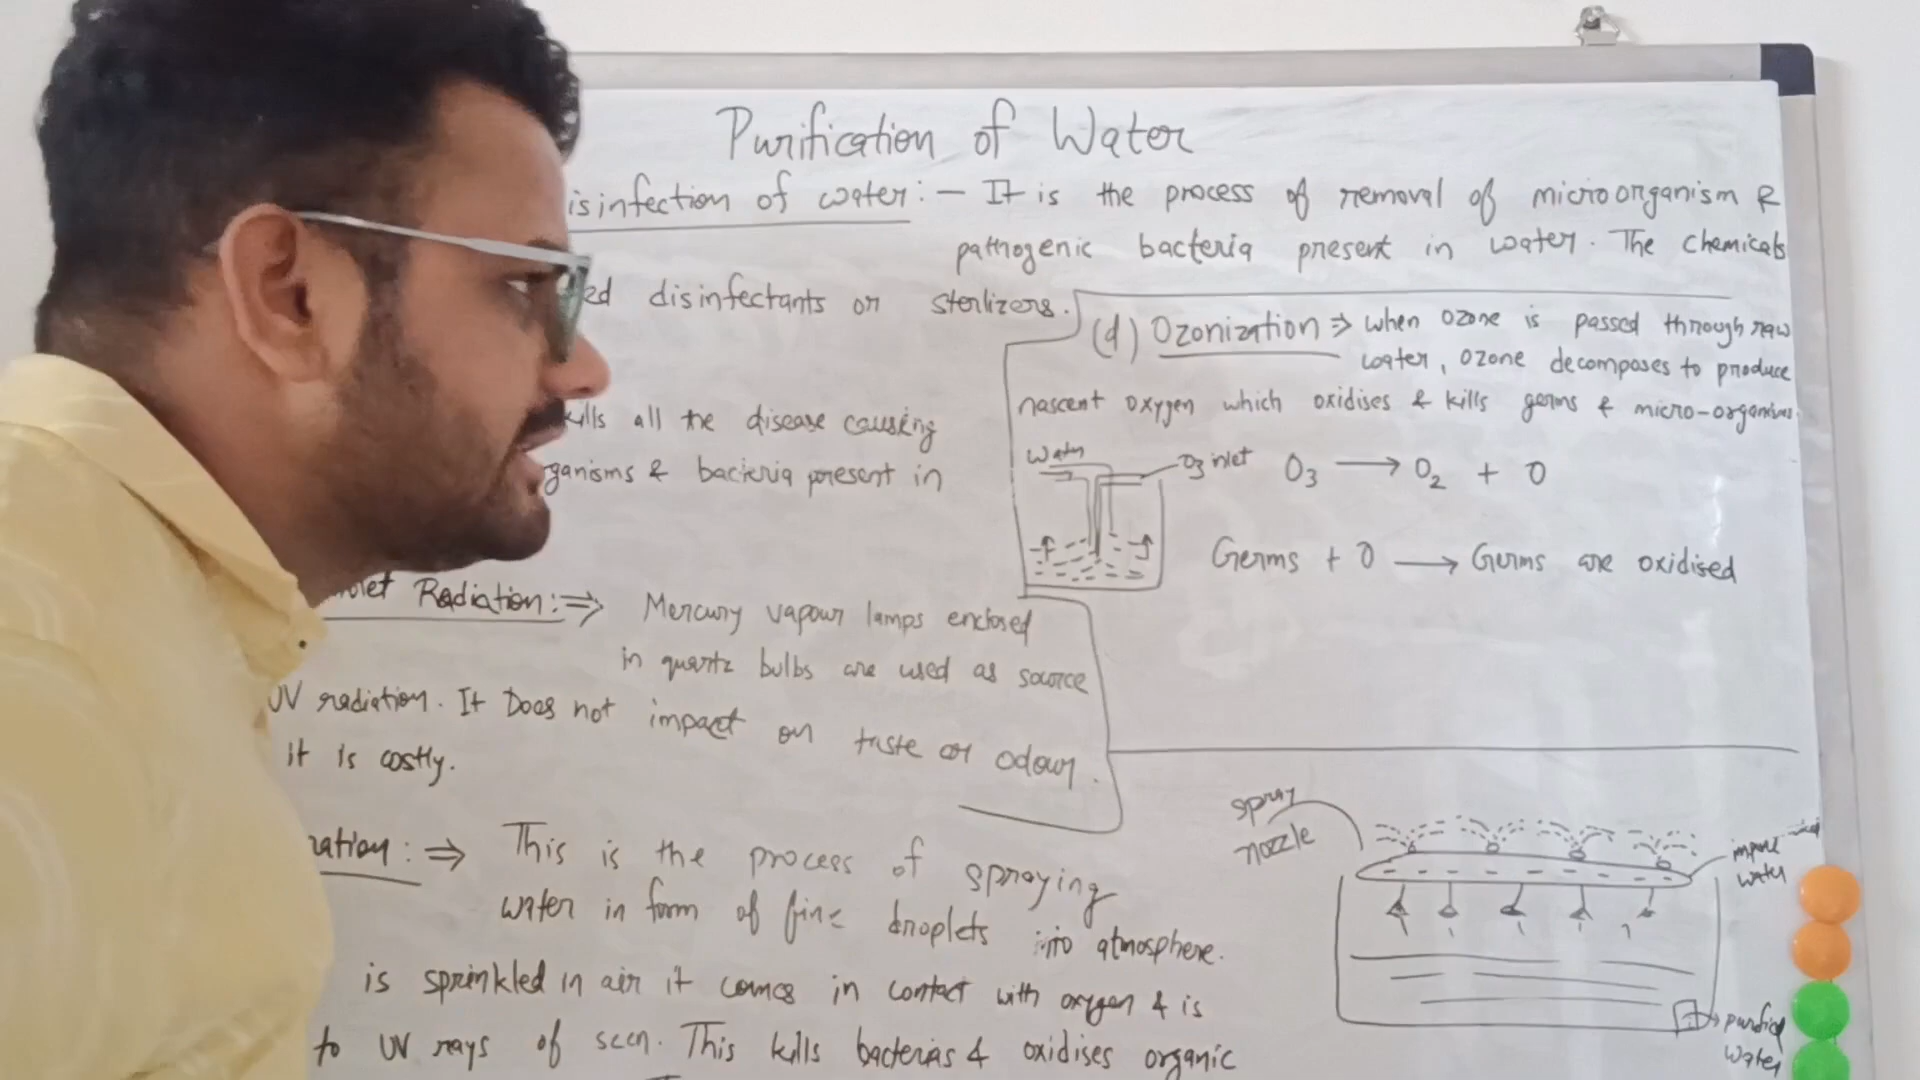 Purification of Water
isinfection of water : — It is the process of removal of microorganism &
pathogenic bacteria present in water. The chemicals
ed disinfectants or sterlizers.
kills all the disease causing
ganisms & bacteria present in
(d) Ozonization ⇒ when ozone is passed through raw
water, ozone decomposes to produce
nascent oxygen which oxidises & kills germs & micro-organisms
Water
O3 inlet
O3 ⟶ O2 + O
Germs + O ⟶ Germs are oxidised
olet Radiation : ⇒ Mercury vapour lamps enclosed
in quartz bulbs are used as source
UV radiation. It Does not impact on taste or odour.
it is costly.
ration : ⇒ This is the process of spraying
water in form of fine droplets into atmosphere.
is sprinkled in air it comes in contact with oxygen & is
to UV rays of seen. This kills bacterias & oxidises organic
spray
nozzle
impure
water
purified
water